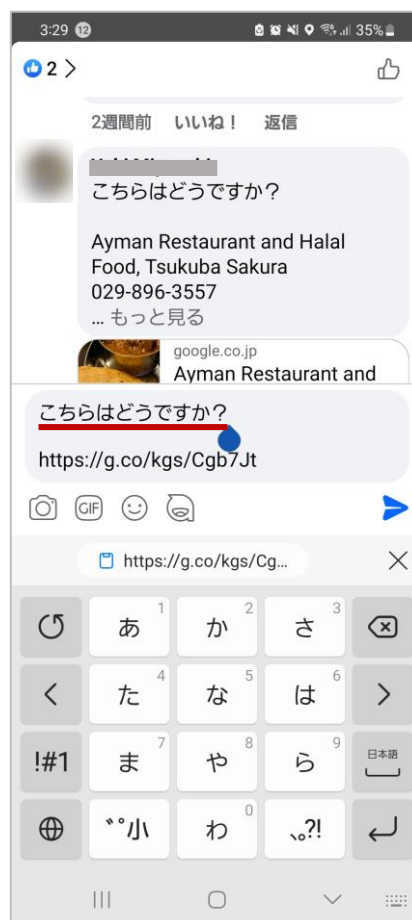 3:29 12 35%
2 >
2週間前 いいね! 返信
こちらはどうですか?
Ayman Restaurant and Halal
Food, Tsukuba Sakura
029-896-3557
... もっと見る
google.co.jp
Ayman Restaurant and
こちらはどうですか?
https://g.co/kgs/Cgb7Jt
GIF
https://g.co/kgs/Cg...
あ 1 か 2 さ 3
< た 4 な 5 は 6 >
!#1 ま 7 や 8 ら 9 日本語
゛゜小 わ 0 、。?!